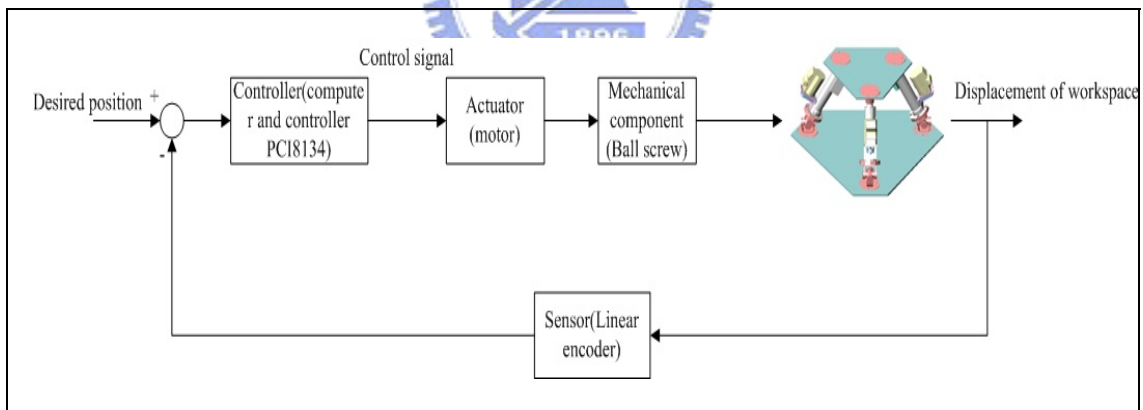 1896
Control signal
Desired position
+
-
Controller(compute
r and controller
PCI8134)
Actuator
(motor)
Mechanical
component
(Ball screw)
Displacement of workspace
Sensor(Linear
encoder)